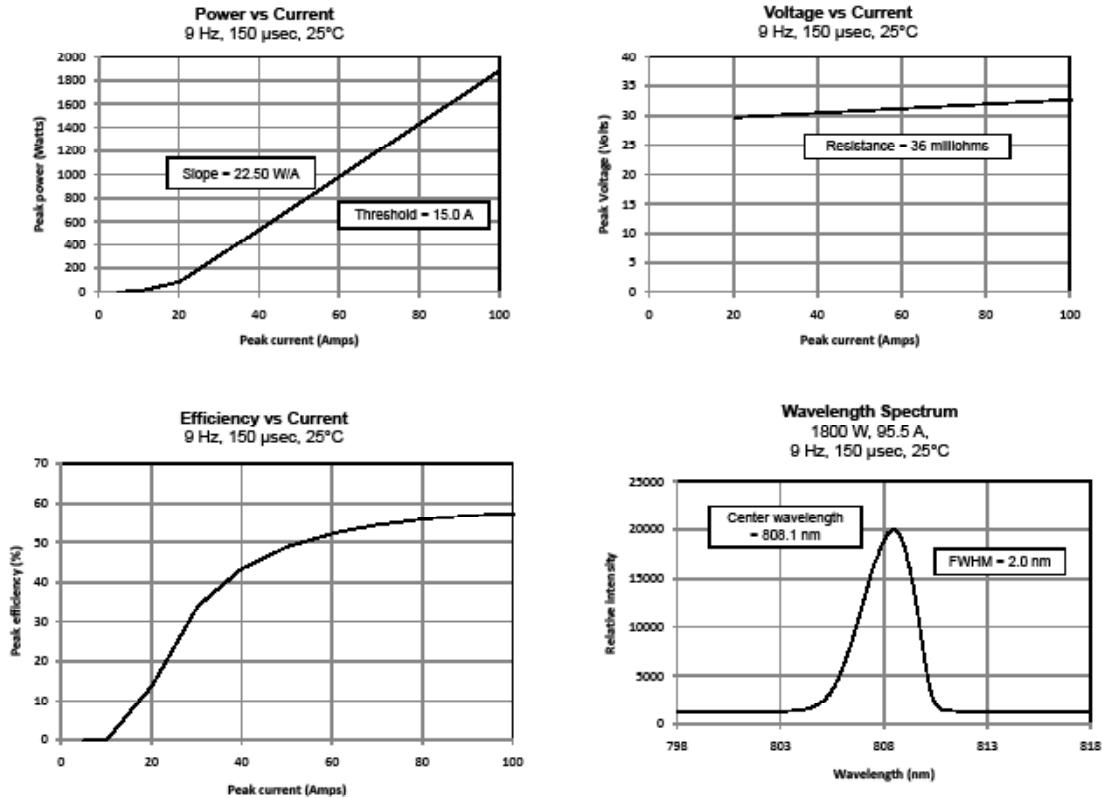 Power vs Current
9 Hz, 150 µsec, 25°C
Peak power (Watts)
2000
1800
1600
1400
1200
1000
800
600
400
200
0
Slope = 22.50 W/A
Threshold = 15.0 A
0 20 40 60 80 100
Peak current (Amps)
Voltage vs Current
9 Hz, 150 µsec, 25°C
Peak Voltage (Volts)
40
35
30
25
20
15
10
5
0
Resistance = 36 milliohms
0 20 40 60 80 100
Peak current (Amps)
Efficiency vs Current
9 Hz, 150 µsec, 25°C
Peak efficiency (%)
70
60
50
40
30
20
10
0
0 20 40 60 80 100
Peak current (Amps)
Wavelength Spectrum
1800 W, 95.5 A,
9 Hz, 150 µsec, 25°C
Relative intensity
25000
20000
15000
10000
5000
0
Center wavelength
= 808.1 nm
FWHM = 2.0 nm
798 803 808 813 818
Wavelength (nm)